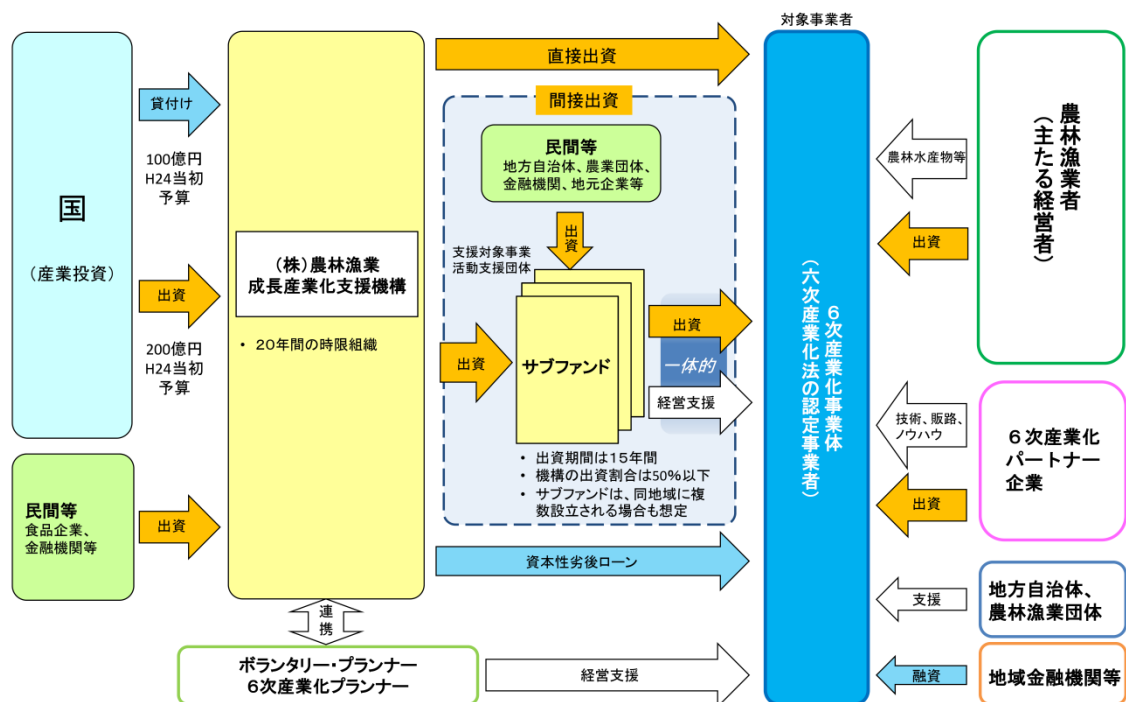 対象事業者
国
（産業投資）
貸付け
100億円
H24当初
予算
出資
200億円
H24当初
予算
民間等
食品企業、
金融機関等
出資
（株）農林漁業
成長産業化支援機構
• 20年間の時限組織
連
携
ボランタリー・プランナー
6次産業化プランナー
経営支援
直接出資
間接出資
民間等
地方自治体、農業団体、
金融機関、地元企業等
出
資
支援対象事業
活動支援団体
出資
サブファンド
出資
一体的
経営支援
• 出資期間は15年間
• 機構の出資割合は50%以下
• サブファンドは、同地域に複
数設立される場合も想定
資本性劣後ローン
６次産業化事業体
（六次産業化法の認定事業者）
農林水産物等
出資
農林漁業者
（主たる経営者）
技術、販路、
ノウハウ
出資
６次産業化
パートナー
企業
支援
地方自治体、
農林漁業団体
融資
地域金融機関等